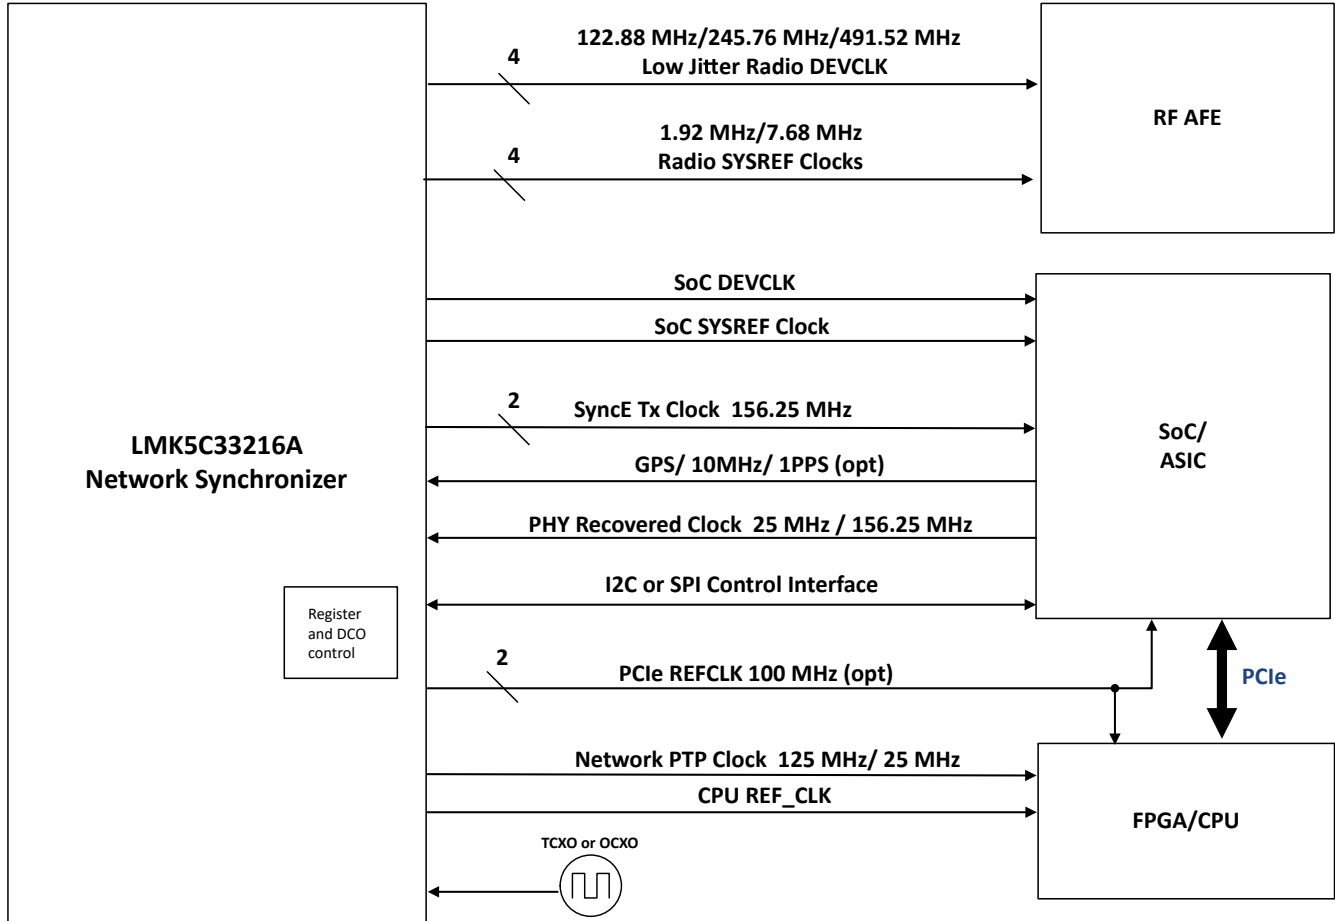 122.88 MHz/245.76 MHz/491.52 MHz
4
Low Jitter Radio DEVCLK
RF AFE
1.92 MHz/7.68 MHz
4
Radio SYSREF Clocks
SoC DEVCLK
SoC SYSREF Clock
2
SyncE Tx Clock 156.25 MHz
LMK5C33216A
Network Synchronizer
SoC/
ASIC
GPS/ 10MHz/ 1PPS (opt)
PHY Recovered Clock 25 MHz / 156.25 MHz
I2C or SPI Control Interface
Register
and DCO
control
2
PCIe REFCLK 100 MHz (opt)
PCIe
Network PTP Clock 125 MHz/ 25 MHz
CPU REF_CLK
FPGA/CPU
TCXO or OCXO